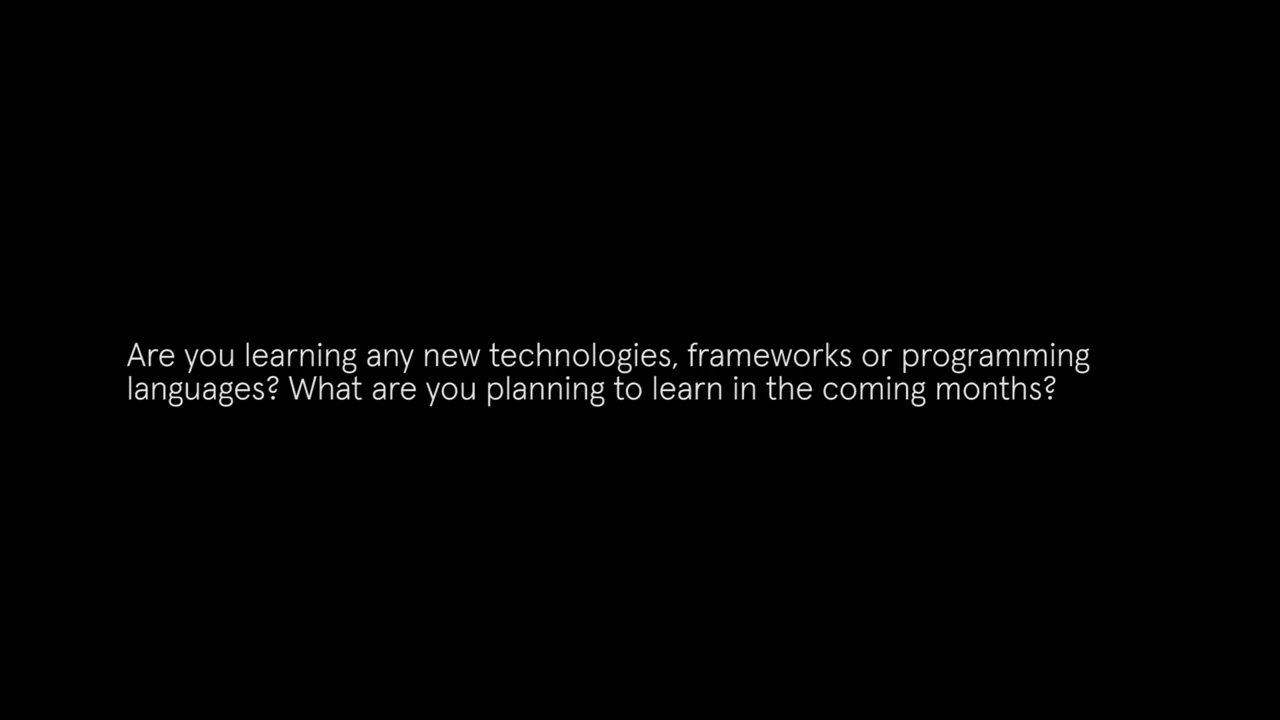 Are you learning any new technologies, frameworks or programming
languages? What are you planning to learn in the coming months?